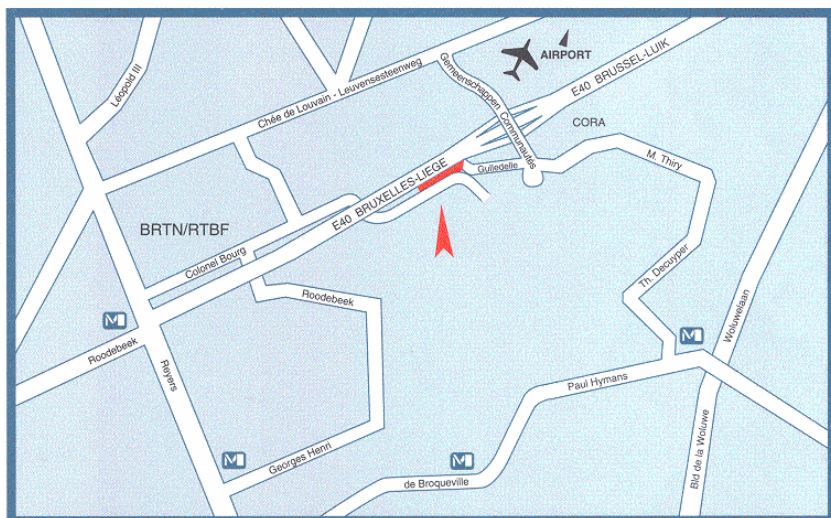 Léopold III
Chée de Louvain - Leuvensesteenweg
Gemeenschappen Communautés
AIRPORT
E40 BRUSSEL-LUIK
CORA
M. Thiry
Gulledelle
E40 BRUXELLES-LIEGE
BRTN/RTBF
Colonel Bourg
Roodebeek
Th. Decuyper
Woluwelaan
M
Roodebeek
Reyers
M
Paul Hymans
Georges Henri
M
M
de Broqueville
Bld de la Woluwe